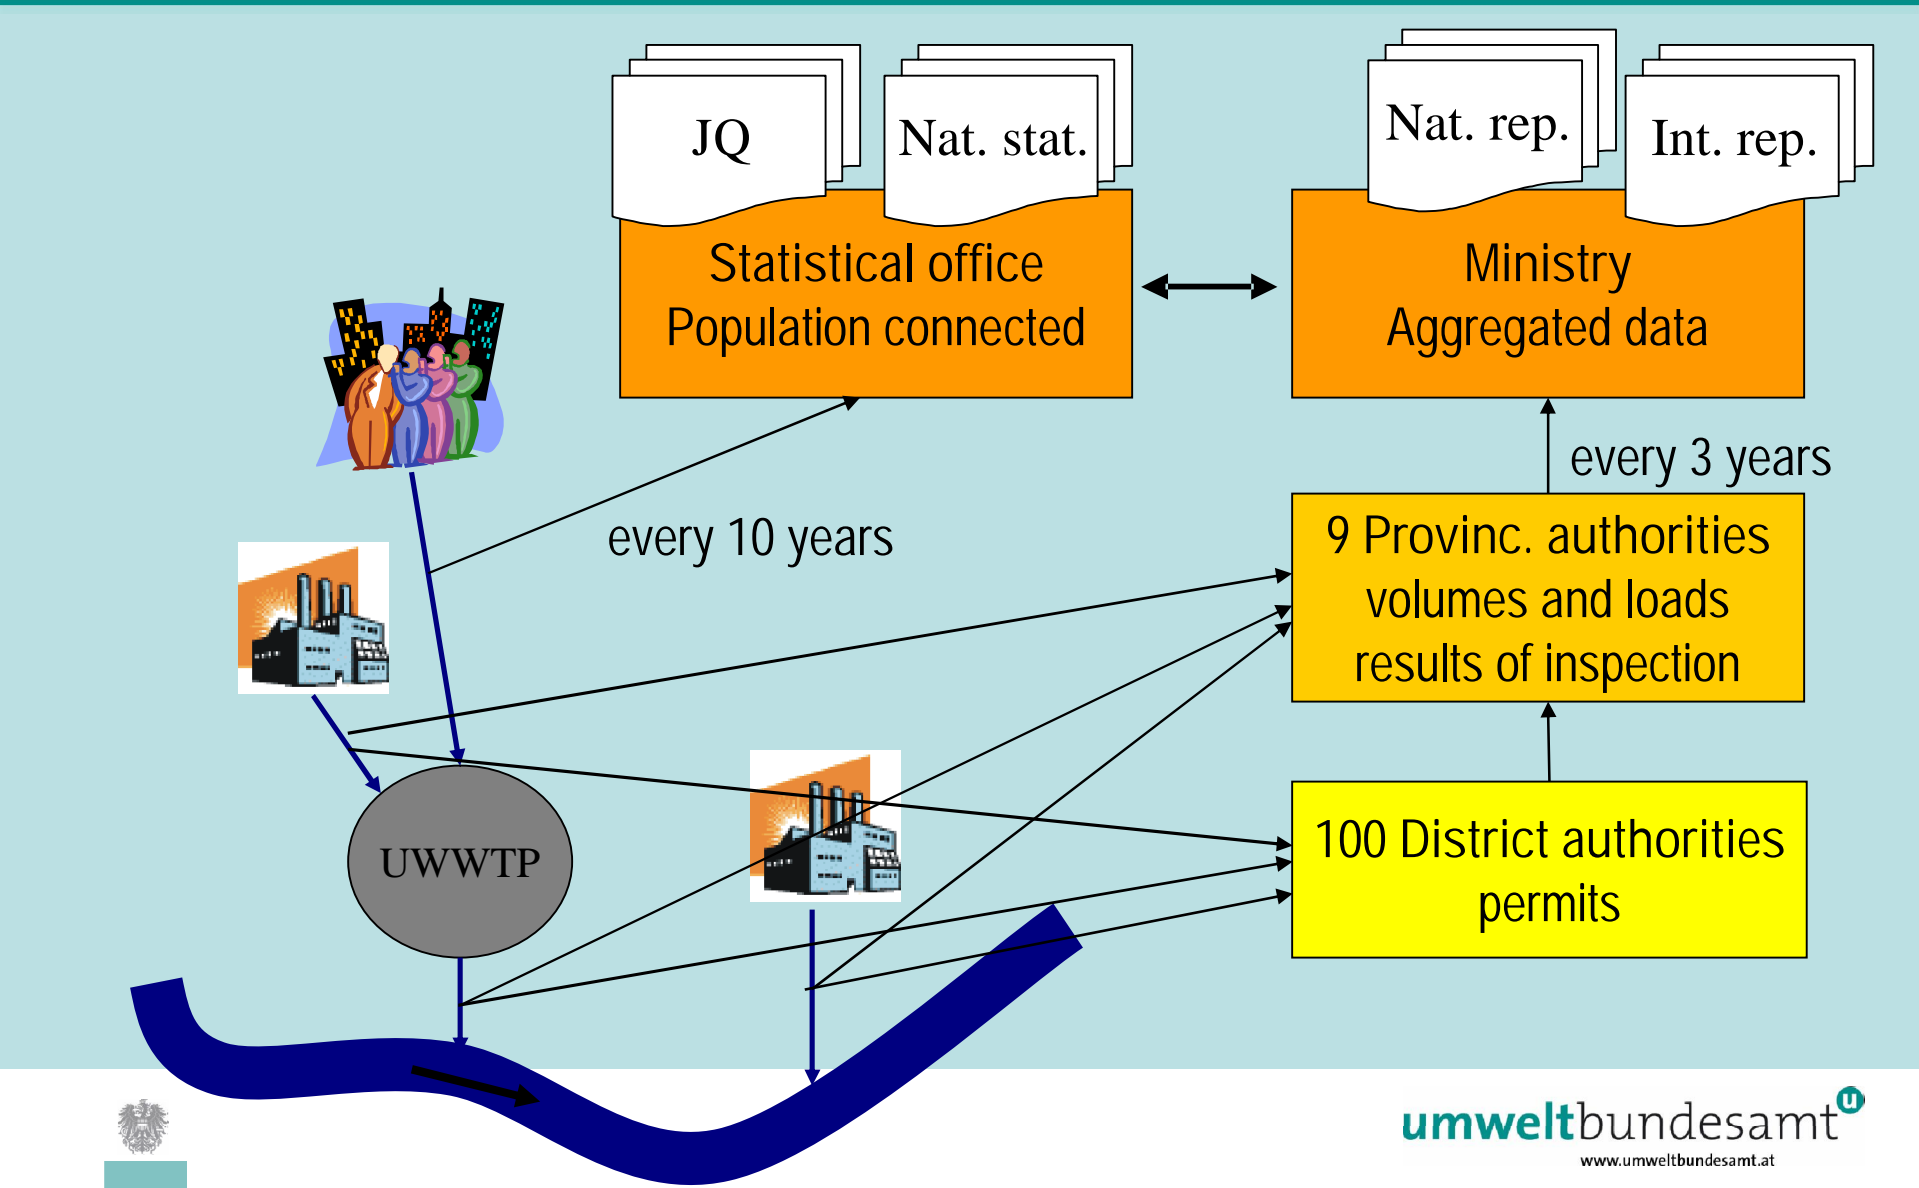 JQ
Nat. stat.
Nat. rep.
Int. rep.
Statistical office
Population connected
Ministry
Aggregated data
every 3 years
every 10 years
9 Provinc. authorities
volumes and loads
results of inspection
100 District authorities
permits
UWWTP
umweltbundesamt u
www.umweltbundesamt.at